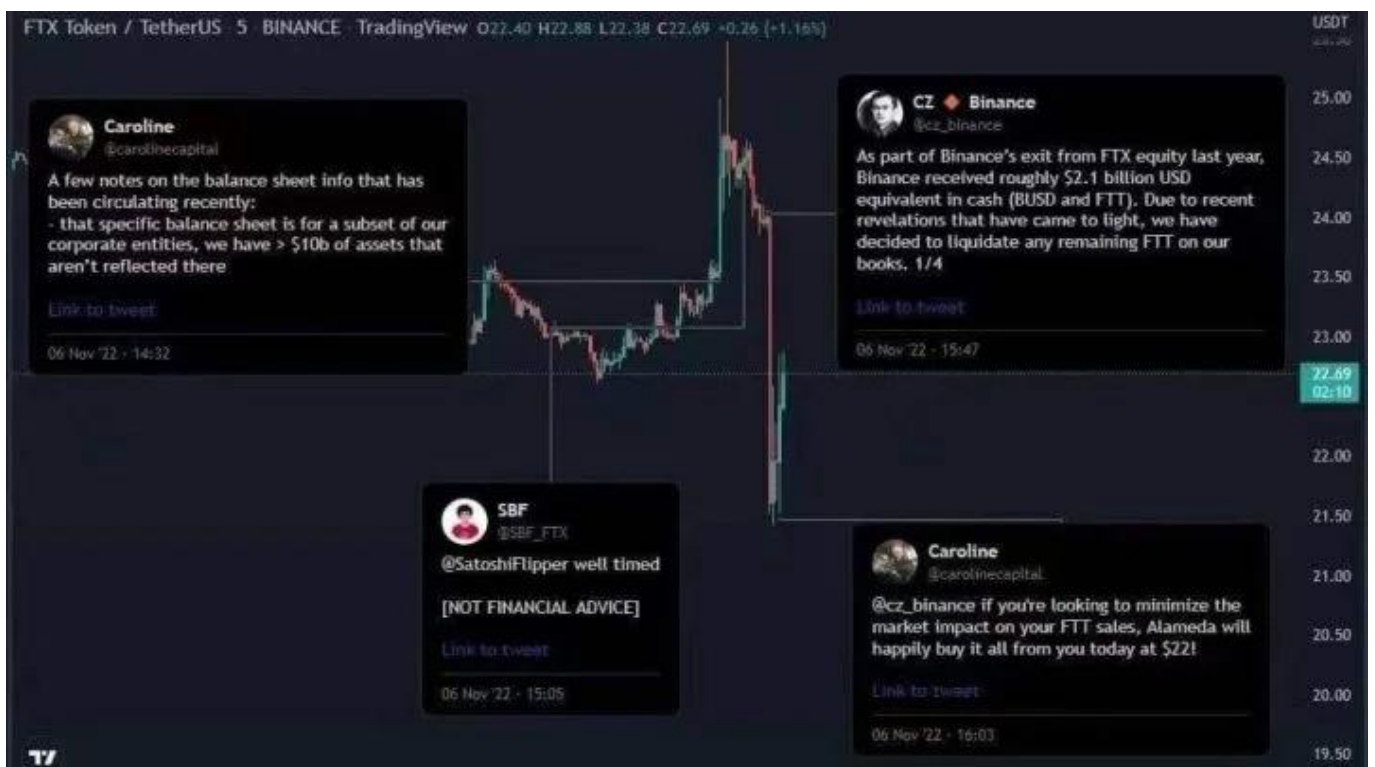 FTX Token / TetherUS 5 BINANCE TradingView O22.40 H22.88 L22.38 C22.69 +0.26 (+1.16%)
USDT
25.00
24.50
24.00
23.50
23.00
22.69
02:10
22.00
21.50
21.00
20.50
20.00
19.50
Caroline
@carolinecapital
A few notes on the balance sheet info that has
been circulating recently:
- that specific balance sheet is for a subset of our
corporate entities, we have > $10b of assets that
aren't reflected there
Link to tweet
06 Nov '22 · 14:32
CZ 🔶 Binance
@cz_binance
As part of Binance's exit from FTX equity last year,
Binance received roughly $2.1 billion USD
equivalent in cash (BUSD and FTT). Due to recent
revelations that have came to light, we have
decided to liquidate any remaining FTT on our
books. 1/4
Link to tweet
06 Nov '22 · 15:47
SBF
@SBF_FTX
@SatoshiFlipper well timed
[NOT FINANCIAL ADVICE]
Link to tweet
06 Nov '22 · 15:05
Caroline
@carolinecapital
@cz_binance if you're looking to minimize the
market impact on your FTT sales, Alameda will
happily buy it all from you today at $22!
Link to tweet
06 Nov '22 · 16:03